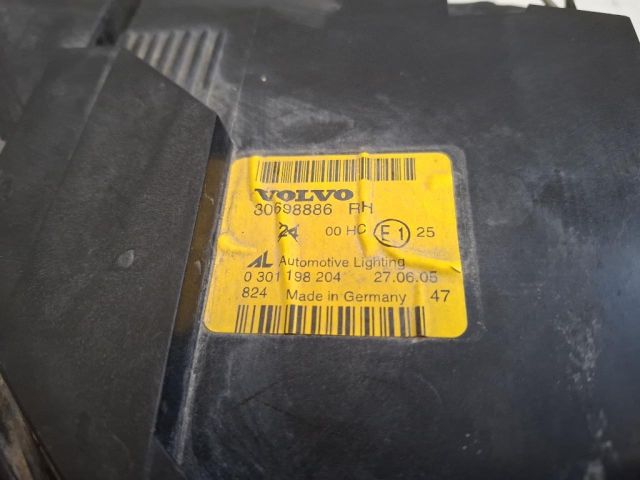 VOLVO
30698886 RH
24 00 HC E1 25
AL Automotive Lighting
0 301 198 204 27.06.05
824 Made in Germany 47